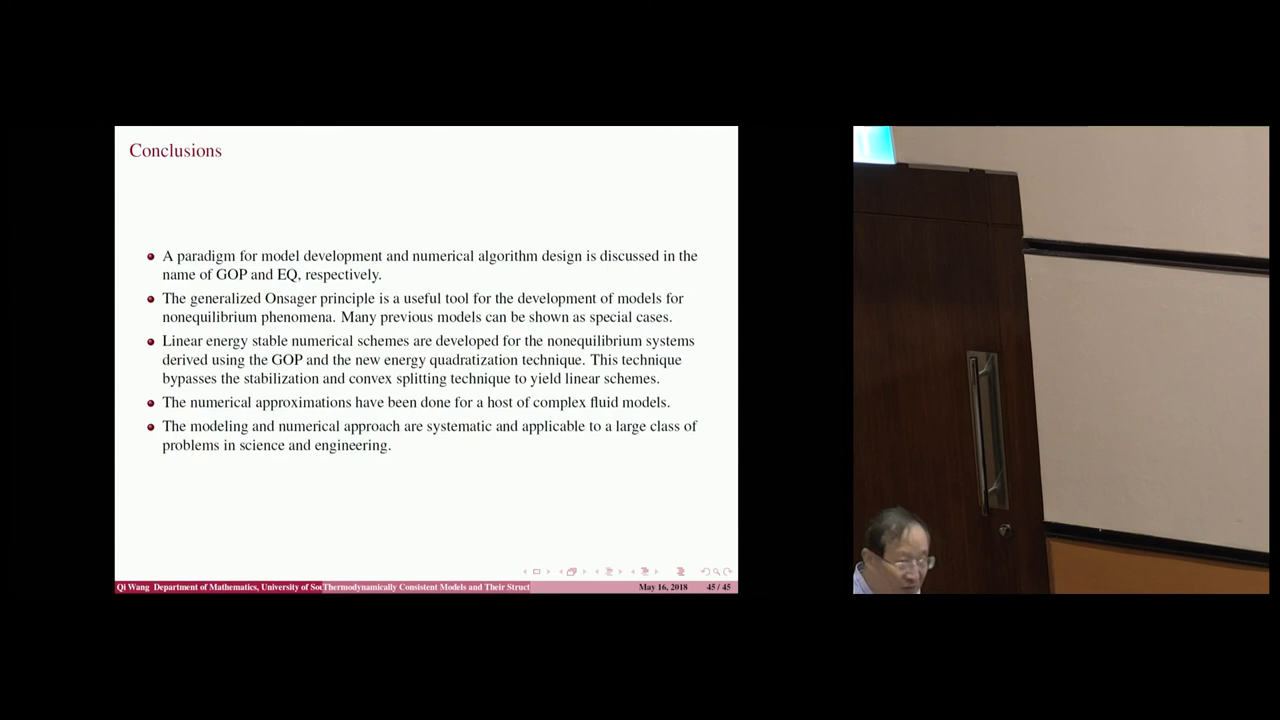 Conclusions
A paradigm for model development and numerical algorithm design is discussed in the
name of GOP and EQ, respectively.
The generalized Onsager principle is a useful tool for the development of models for
nonequilibrium phenomena. Many previous models can be shown as special cases.
Linear energy stable numerical schemes are developed for the nonequilibrium systems
derived using the GOP and the new energy quadratization technique. This technique
bypasses the stabilization and convex splitting technique to yield linear schemes.
The numerical approximations have been done for a host of complex fluid models.
The modeling and numerical approach are systematic and applicable to a large class of
problems in science and engineering.
Qi Wang Department of Mathematics, University of Sou Thermodynamically Consistent Models and Their Struct May 16, 2018 45 / 45